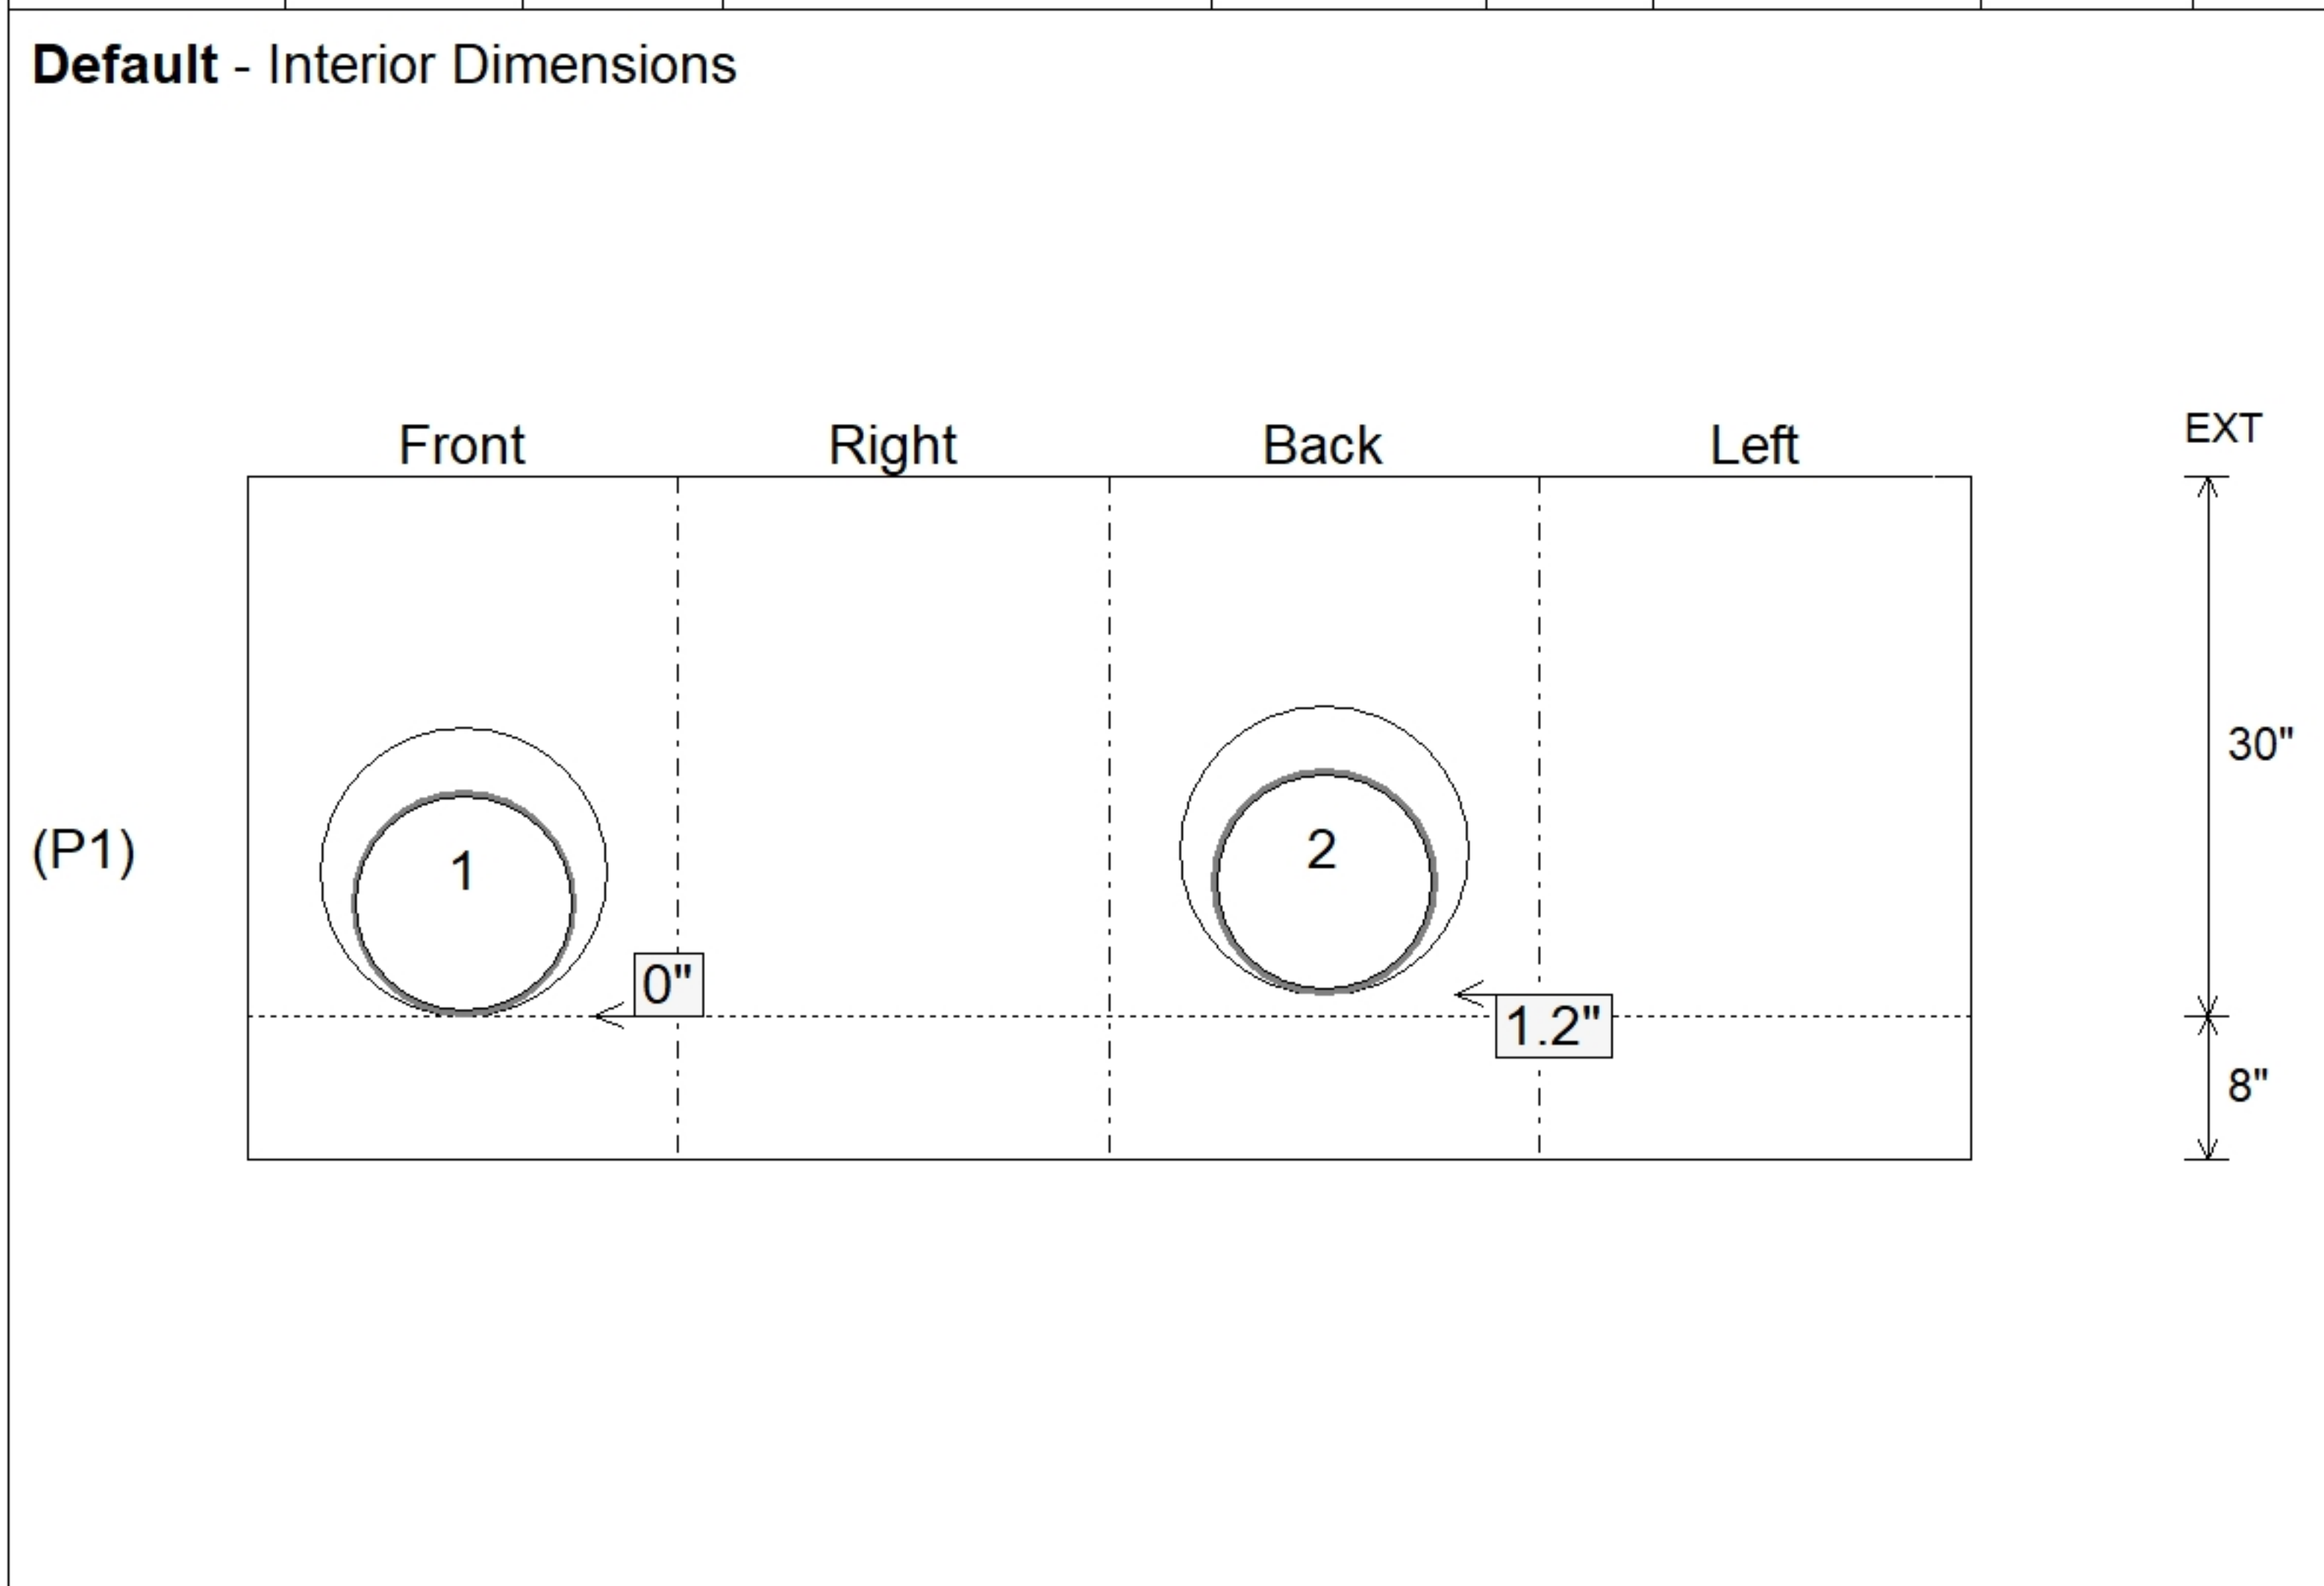 Default - Interior Dimensions
Front Right Back Left EXT
30"
(P1) 1 2
0"
1.2"
8"